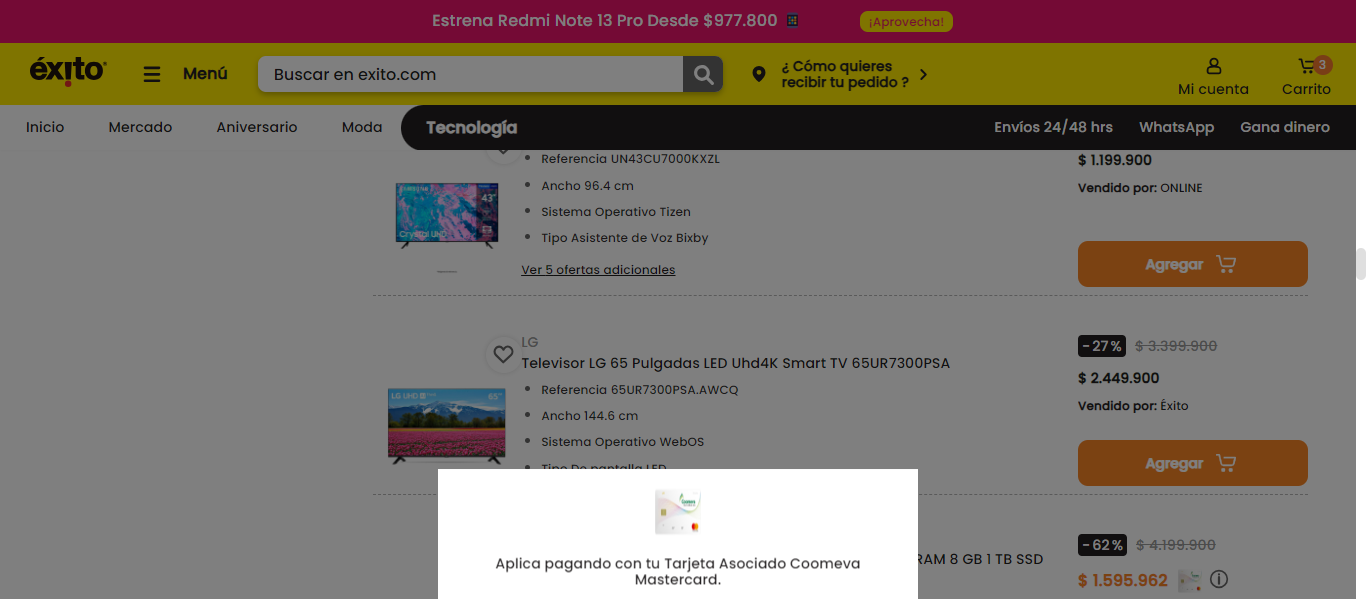 Estrena Redmi Note 13 Pro Desde $977.800
¡Aprovecha!
éxito
Menú
Buscar en exito.com
¿ Cómo quieres
recibir tu pedido ?
Mi cuenta
3
Carrito
Inicio
Mercado
Aniversario
Moda
Tecnología
Envíos 24/48 hrs
WhatsApp
Gana dinero
Referencia UN43CU7000KXZL
Ancho 96.4 cm
Sistema Operativo Tizen
Tipo Asistente de Voz Bixby
Ver 5 ofertas adicionales
43"
Crystal UHD
$ 1.199.900
Vendido por: ONLINE
Agregar
LG
Televisor LG 65 Pulgadas LED Uhd4K Smart TV 65UR7300PSA
Referencia 65UR7300PSA.AWCQ
Ancho 144.6 cm
Sistema Operativo WebOS
Tipo De pantalla LED
LG UHD
65"
-27%
$ 3.399.900
$ 2.449.900
Vendido por: Éxito
Agregar
Aplica pagando con tu Tarjeta Asociado Coomeva
Mastercard.
RAM 8 GB 1 TB SSD
-62%
$ 4.199.900
$ 1.595.962